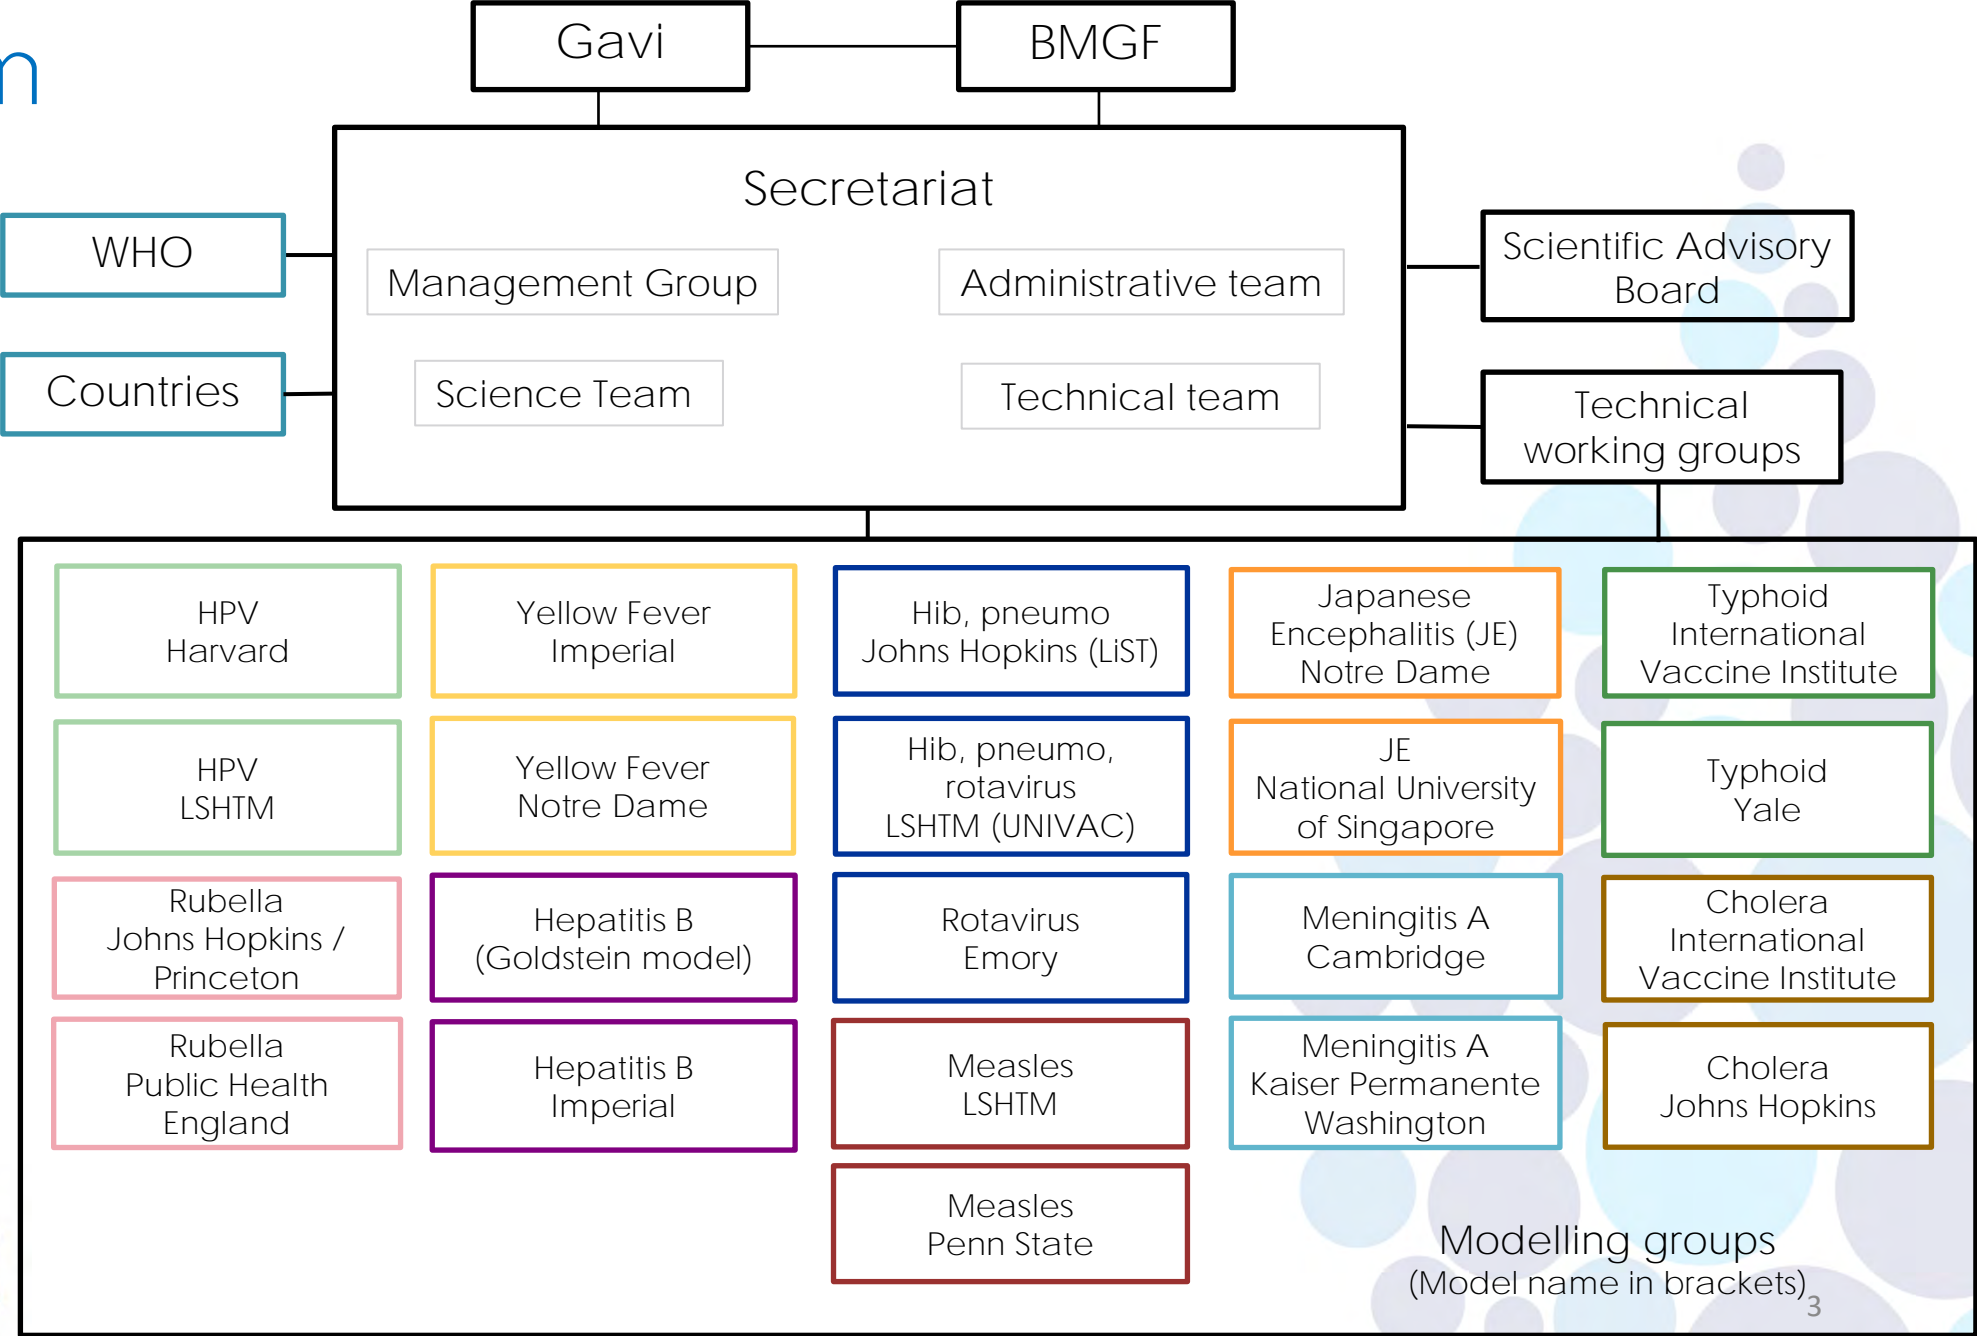 Gavi
BMGF
Secretariat
WHO
Management Group
Administrative team
Scientific Advisory
Board
Countries
Science Team
Technical team
Technical
working groups
HPV
Harvard
Yellow Fever
Imperial
Hib, pneumo
Johns Hopkins (LiST)
Japanese
Encephalitis (JE)
Notre Dame
Typhoid
International
Vaccine Institute
HPV
LSHTM
Yellow Fever
Notre Dame
Hib, pneumo,
rotavirus
LSHTM (UNIVAC)
JE
National University
of Singapore
Typhoid
Yale
Rubella
Johns Hopkins /
Princeton
Hepatitis B
(Goldstein model)
Rotavirus
Emory
Meningitis A
Cambridge
Cholera
International
Vaccine Institute
Rubella
Public Health
England
Hepatitis B
Imperial
Measles
LSHTM
Meningitis A
Kaiser Permanente
Washington
Cholera
Johns Hopkins
Measles
Penn State
Modelling groups
(Model name in brackets)
3